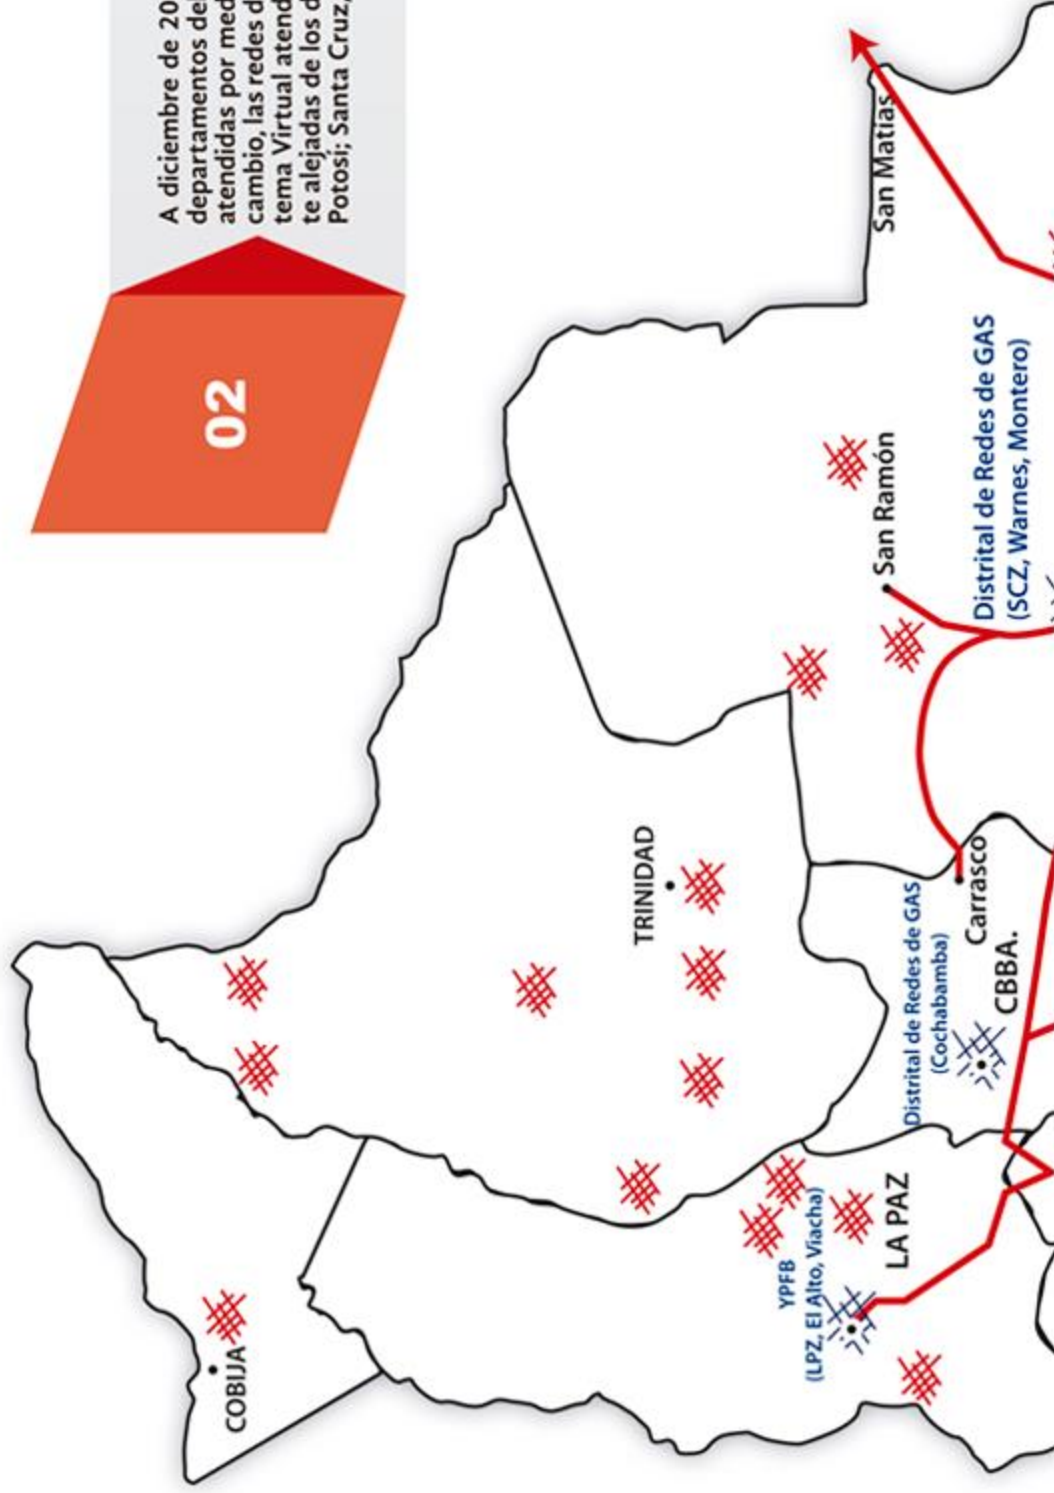 02
A diciembre de 20
departamentos de
atendidas por med
cambio, las redes d
tema Virtual atend
te alejadas de los d
Potosí; Santa Cruz,
COBIJA
TRINIDAD
San Matias
San Ramón
Distrital de Redes de GAS
(SCZ, Warnes, Montero)
Distrital de Redes de GAS
(Cochabamba)
Carrasco
CBBA.
YPFB
(LPZ, El Alto, Viacha)
LA PAZ